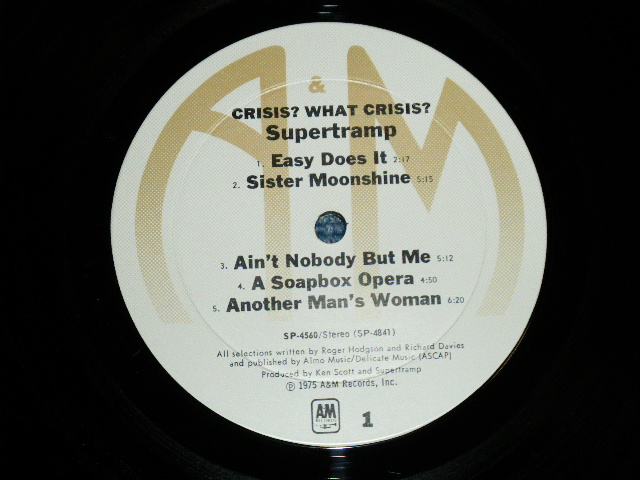 A&M
CRISIS? WHAT CRISIS?
Supertramp
1. Easy Does It 2:17
2. Sister Moonshine 5:15
3. Ain't Nobody But Me 5:12
4. A Soapbox Opera 4:50
5. Another Man's Woman 6:20
SP-4560/Stereo (SP-4841)
All selections written by Roger Hodgson and Richard Davies
and published by Almo Music/Delicate Music (ASCAP)
Produced by Ken Scott and Supertramp
Ⓟ 1975 A&M Records, Inc.
A&M
RECORDS
1